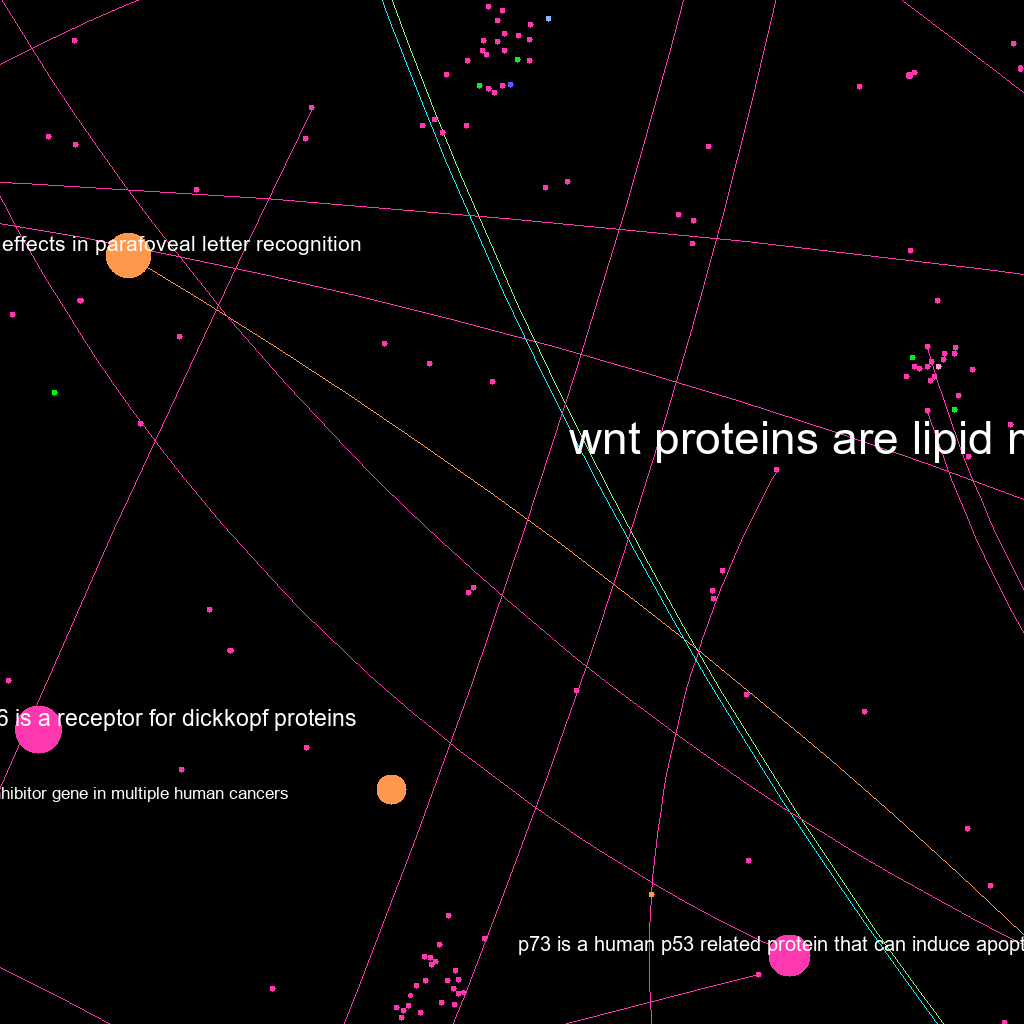 effects in parafoveal letter recognition
wnt proteins are lipid
6 is a receptor for dickkopf proteins
hibitor gene in multiple human cancers
p73 is a human p53 related protein that can induce apopt